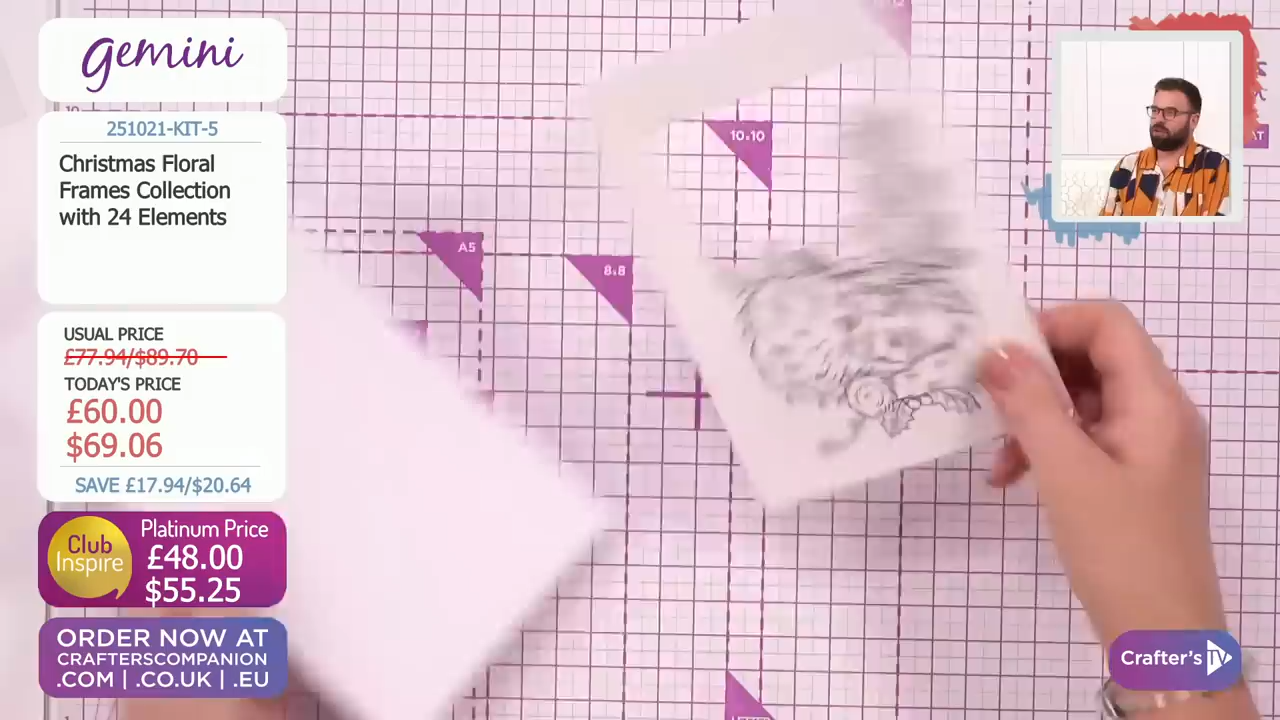 gemini
251021-KIT-5
Christmas Floral
Frames Collection
with 24 Elements
USUAL PRICE
£77.94/$89.70
TODAY'S PRICE
£60.00
$69.06
SAVE £17.94/$20.64
Club
Inspire
Platinum Price
£48.00
$55.25
ORDER NOW AT
CRAFTERSCOMPANION
.COM | .CO.UK | .EU
10x10
A5
8x8
Crafter's TV